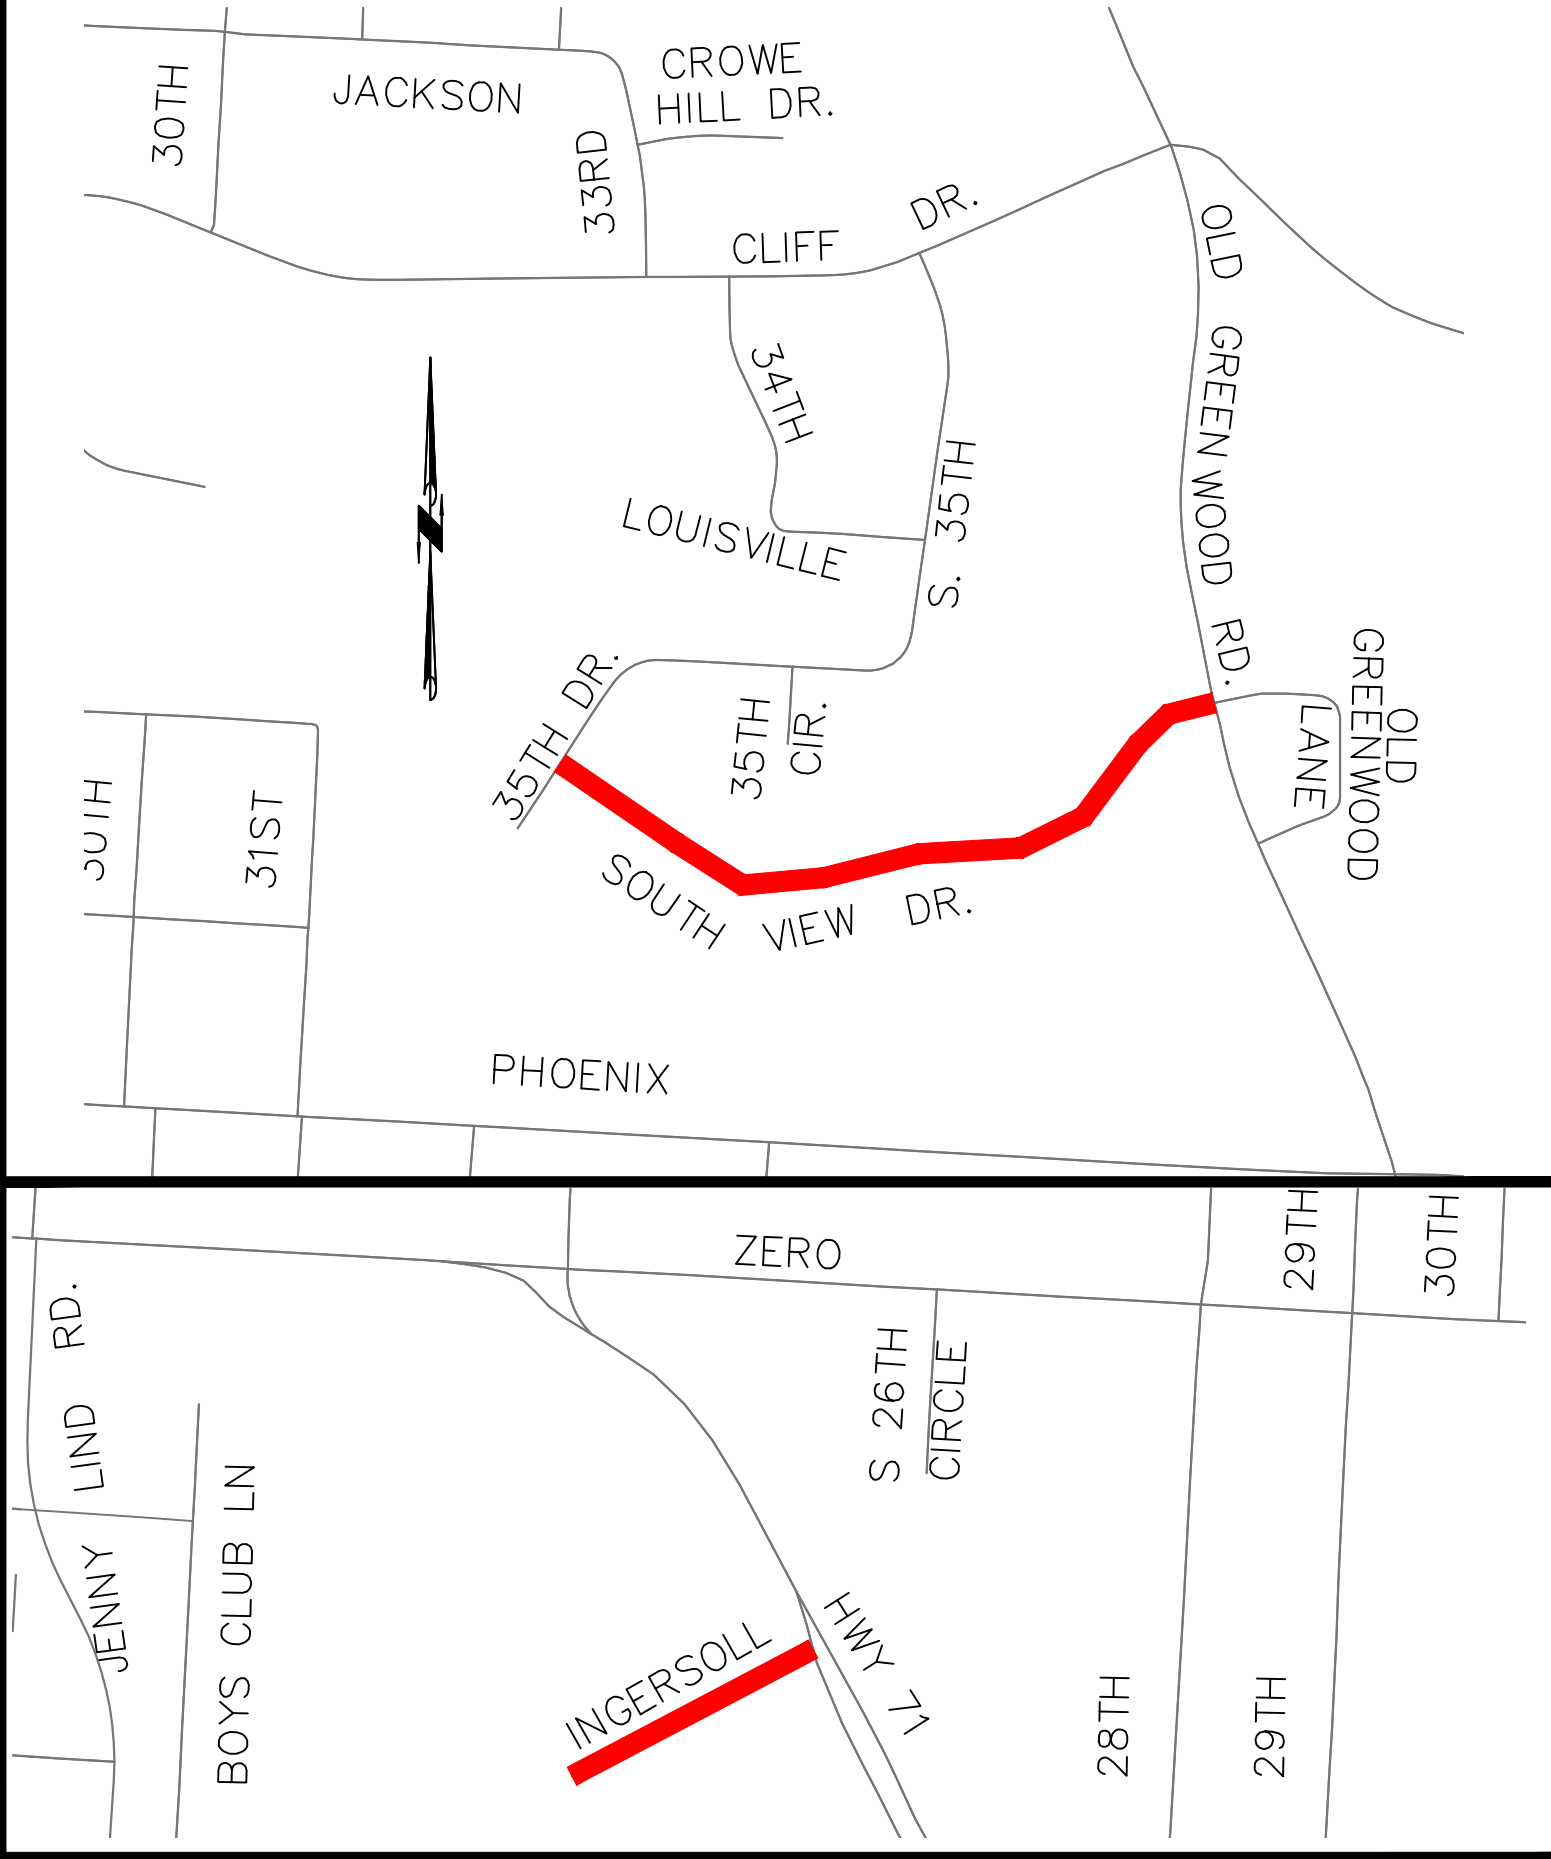 CROWE
HILL DR.
JACKSON
30TH
33RD
DR.
CLIFF
OLD GREENWOOD RD.
34TH
S. 35TH
LOUISVILLE
35TH DR.
35TH
CIR.
OLD
GREENWOOD
LANE
31ST
SOUTH VIEW DR.
PHOENIX
ZERO
29TH
30TH
JENNY LIND RD.
S 26TH
CIRCLE
BOYS CLUB LN
HWY 71
INGERSOLL
28TH
29TH